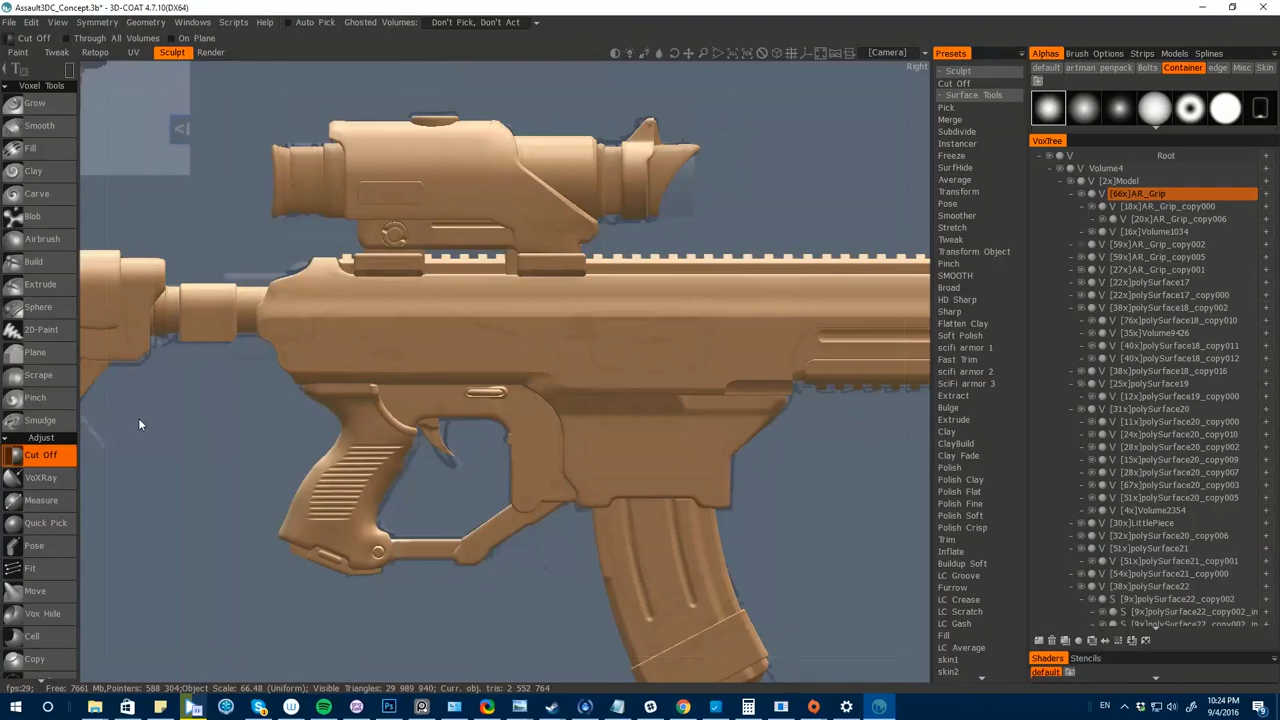 Assault3DC_Concept.3b* - 3D-COAT 4.7.10(DX64)
File Edit View Symmetry Geometry Windows Scripts Help Auto Pick Ghosted Volumes: Don't Pick, Don't Act
Cut Off Through All Volumes On Plane
Paint Tweak Retopo UV Sculpt Render [Camera] Presets Alphas Brush Options Strips Models Splines
Right
default artman penpack Bolts Container edge Misc Skin
Voxel Tools
Grow
Smooth
Fill
Clay
Carve
Blob
Airbrush
Build
Extrude
Sphere
2D-Paint
Plane
Scrape
Pinch
Smudge
Adjust
Cut Off
VoXRay
Measure
Quick Pick
Pose
Fit
Move
Vox Hide
Cell
Copy
Sculpt
Cut Off
Surface Tools
Pick
Merge
Subdivide
Instancer
Freeze
SurfHide
Average
Transform
Pose
Smoother
Stretch
Tweak
Transform Object
Pinch
SMOOTH
Broad
HD Sharp
Sharp
Flatten Clay
Soft Polish
scifi armor 1
Fast Trim
scifi armor 2
SciFi armor 3
Extract
Bulge
Extrude
Clay
ClayBuild
Clay Fade
Polish
Polish Clay
Polish Flat
Polish Fine
Polish Soft
Polish Crisp
Trim
Inflate
Buildup Soft
LC Groove
Furrow
LC Crease
LC Scratch
LC Gash
Fill
LC Average
skin1
skin2
VoxTree
V Root +
V Volume4 +
V [2x]Model +
V [66x]AR_Grip +
V [18x]AR_Grip_copy000 +
V [20x]AR_Grip_copy006 +
V [16x]Volume1034 +
V [59x]AR_Grip_copy002 +
V [59x]AR_Grip_copy005 +
V [27x]AR_Grip_copy001 +
V [22x]polySurface17 +
V [22x]polySurface17_copy000 +
V [38x]polySurface18_copy002 +
V [76x]polySurface18_copy010 +
V [35x]Volume9426 +
V [40x]polySurface18_copy011 +
V [40x]polySurface18_copy012 +
V [38x]polySurface18_copy016 +
V [25x]polySurface19 +
V [12x]polySurface19_copy000 +
V [31x]polySurface20 +
V [11x]polySurface20_copy000 +
V [24x]polySurface20_copy010 +
V [28x]polySurface20_copy002 +
V [15x]polySurface20_copy009 +
V [28x]polySurface20_copy007 +
V [67x]polySurface20_copy003 +
V [51x]polySurface20_copy005 +
V [4x]Volume2354 +
V [30x]LittlePiece +
V [32x]polySurface20_copy006 +
V [51x]polySurface21 +
V [51x]polySurface21_copy001 +
V [54x]polySurface21_copy000 +
V [38x]polySurface22 +
S [9x]polySurface22_copy002 +
S [9x]polySurface22_copy002_in +
Shaders Stencils
default
fps:29; Free: 7661 Mb,Pointers: 588 304;Object Scale: 66.48 (Uniform); Visible Triangles: 29 989 940; Curr. obj. tris: 2 552 764
EN
10:24 PM
9/4/2016